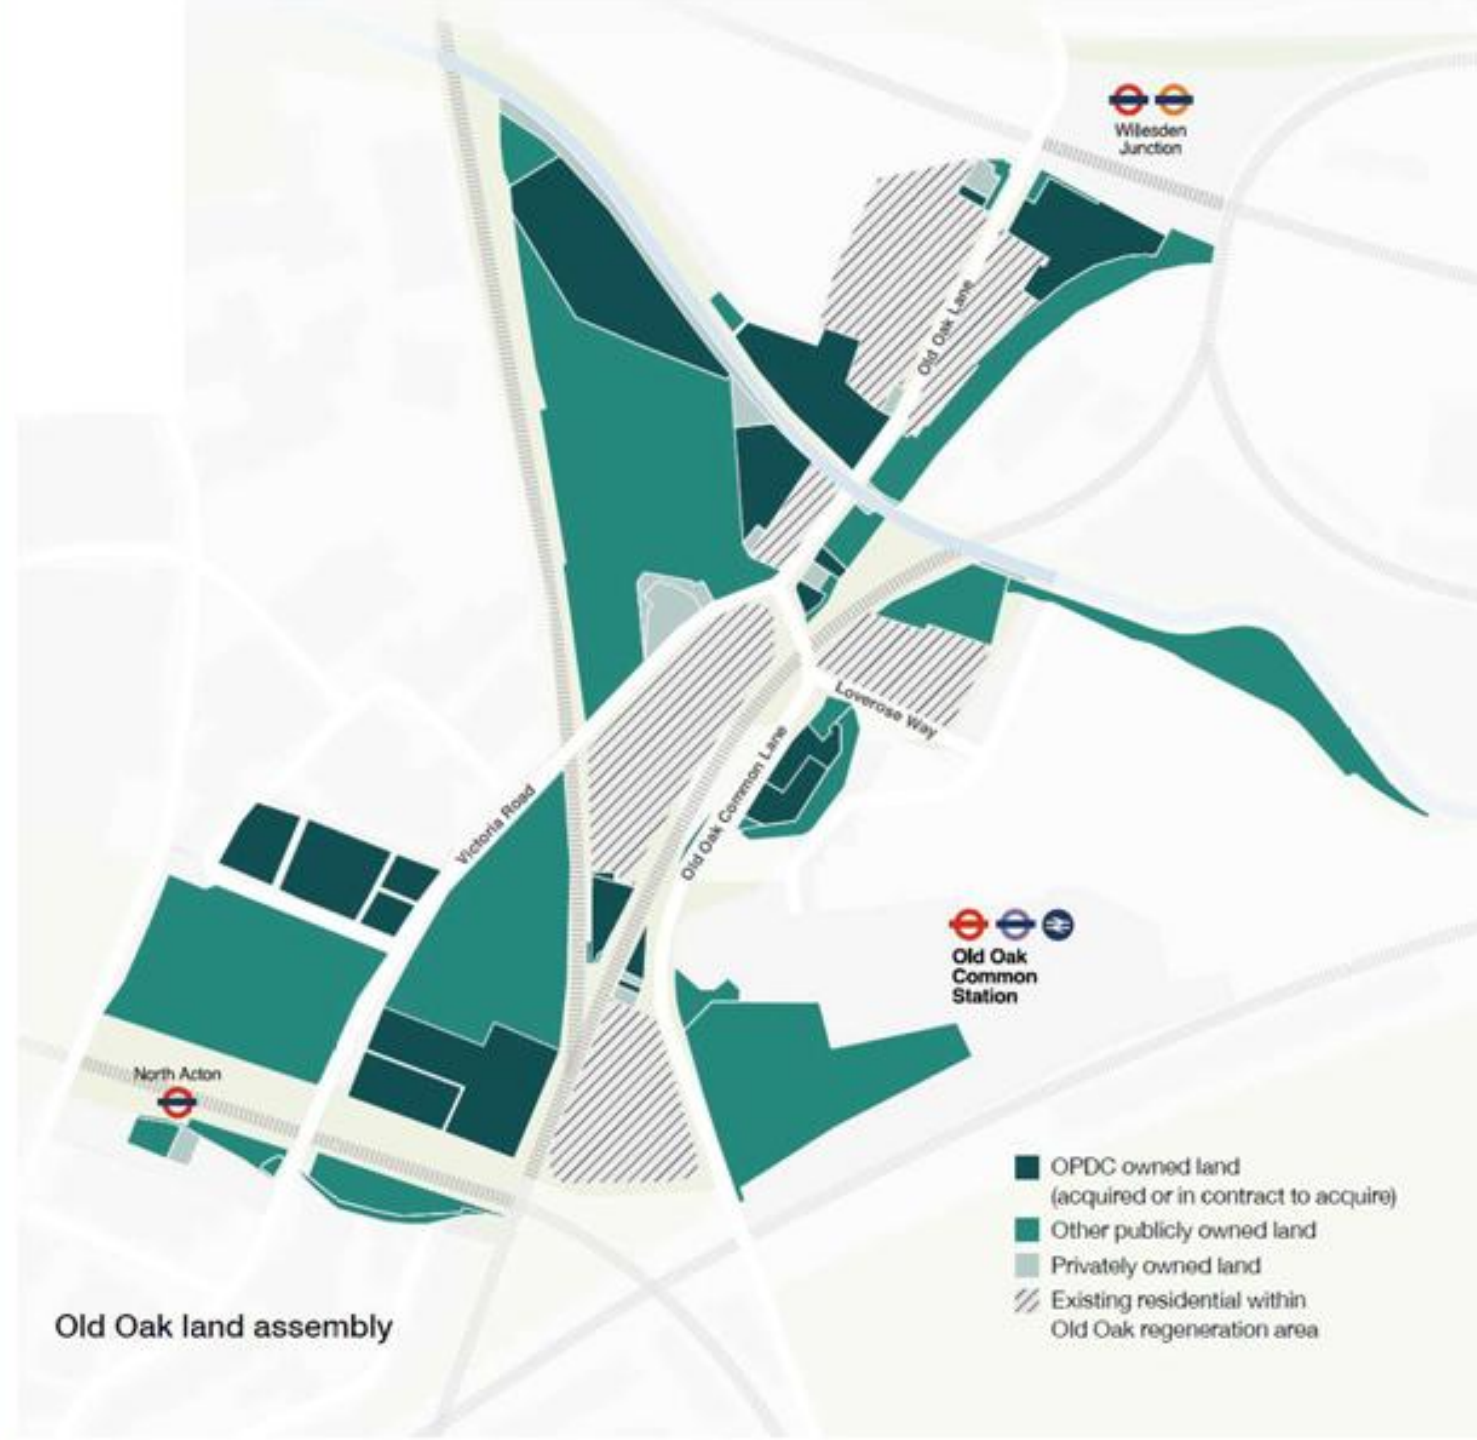 Willesden
Junction
Old Oak Lane
Loverose Way
Old Oak Common Lane
Victoria Road
Old Oak
Common
Station
North Acton
OPDC owned land
(acquired or in contract to acquire)
Other publicly owned land
Privately owned land
Existing residential within
Old Oak regeneration area
Old Oak land assembly